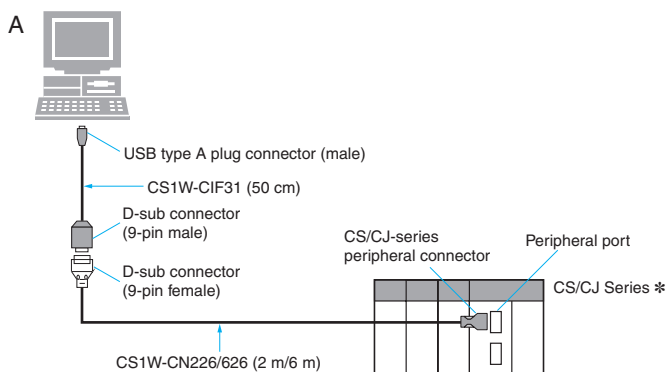 A
USB type A plug connector (male)
CS1W-CIF31 (50 cm)
D-sub connector
(9-pin male)
CS/CJ-series
peripheral connector
Peripheral port
D-sub connector
(9-pin female)
CS/CJ Series *
CS1W-CN226/626 (2 m/6 m)